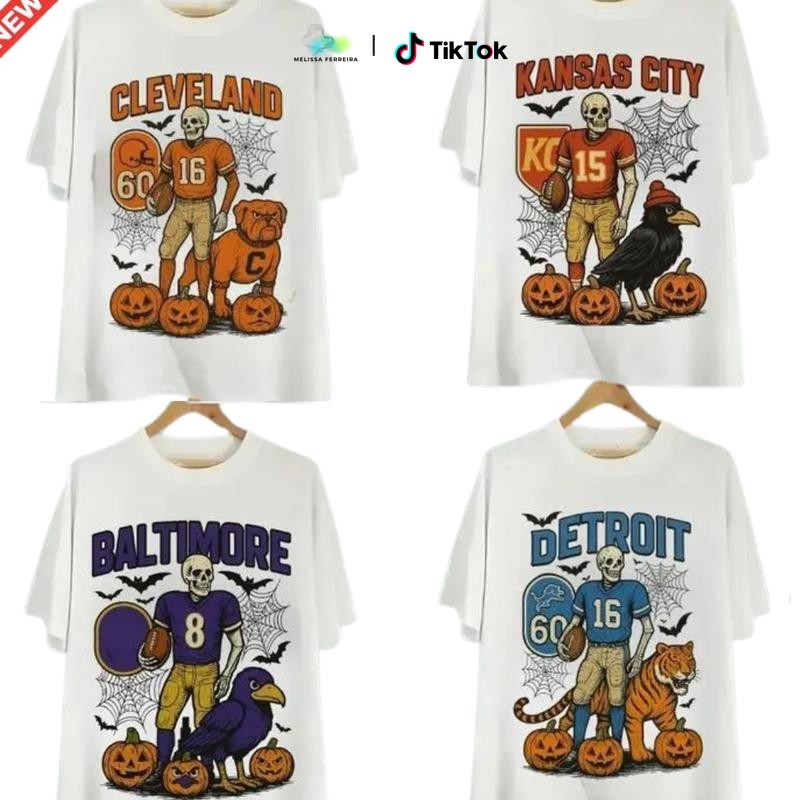 NEW
MELISSA FERREIRA
TikTok
CLEVELAND
60
16
C
KANSAS CITY
KC
15
BALTIMORE
8
DETROIT
60
16